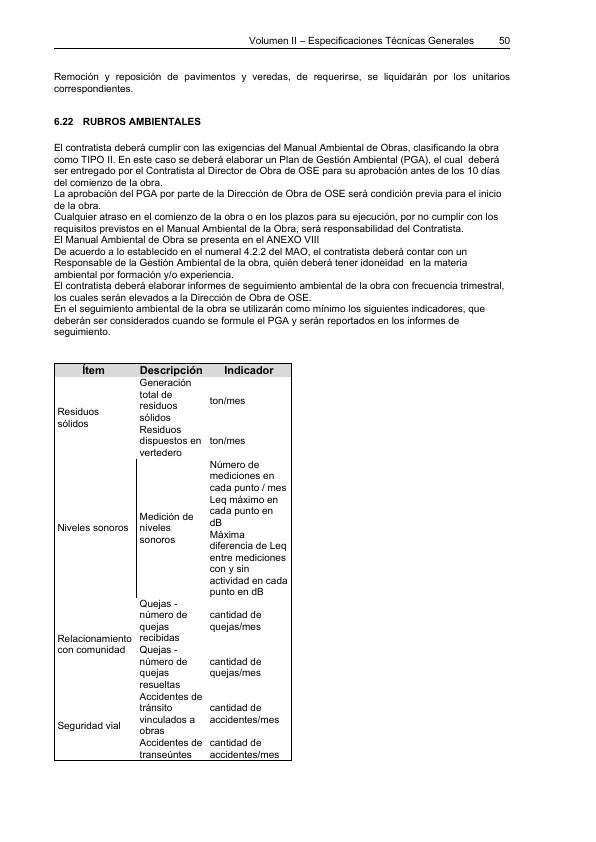 Volumen II – Especificaciones Técnicas Generales 50
Remoción y reposición de pavimentos y veredas, de requerirse, se liquidarán por los unitarios
correspondientes.
6.22 RUBROS AMBIENTALES
El contratista deberá cumplir con las exigencias del Manual Ambiental de Obras, clasificando la obra
como TIPO II. En este caso se deberá elaborar un Plan de Gestión Ambiental (PGA), el cual deberá
ser entregado por el Contratista al Director de Obra de OSE para su aprobación antes de los 10 días
del comienzo de la obra.
La aprobación del PGA por parte de la Dirección de Obra de OSE será condición previa para el inicio
de la obra.
Cualquier atraso en el comienzo de la obra o en los plazos para su ejecución, por no cumplir con los
requisitos previstos en el Manual Ambiental de la Obra, será responsabilidad del Contratista.
El Manual Ambiental de Obra se presenta en el ANEXO VIII
De acuerdo a lo establecido en el numeral 4.2.2 del MAO, el contratista deberá contar con un
Responsable de la Gestión Ambiental de la obra, quién deberá tener idoneidad en la materia
ambiental por formación y/o experiencia.
El contratista deberá elaborar informes de seguimiento ambiental de la obra con frecuencia trimestral,
los cuales serán elevados a la Dirección de Obra de OSE.
En el seguimiento ambiental de la obra se utilizarán como mínimo los siguientes indicadores, que
deberán ser considerados cuando se formule el PGA y serán reportados en los informes de
seguimiento.
Ítem Descripción Indicador
Residuos
sólidos
Generación
total de
residuos
sólidos
ton/mes
Residuos
dispuestos en
vertedero
ton/mes
Niveles sonoros
Medición de
niveles
sonoros
Número de
mediciones en
cada punto / mes
Leq máximo en
cada punto en
dB
Máxima
diferencia de Leq
entre mediciones
con y sin
actividad en cada
punto en dB
Relacionamiento
con comunidad
Quejas -
número de
quejas
recibidas
cantidad de
quejas/mes
Quejas -
número de
quejas
resueltas
cantidad de
quejas/mes
Seguridad vial
Accidentes de
tránsito
vinculados a
obras
cantidad de
accidentes/mes
Accidentes de
transeúntes
cantidad de
accidentes/mes